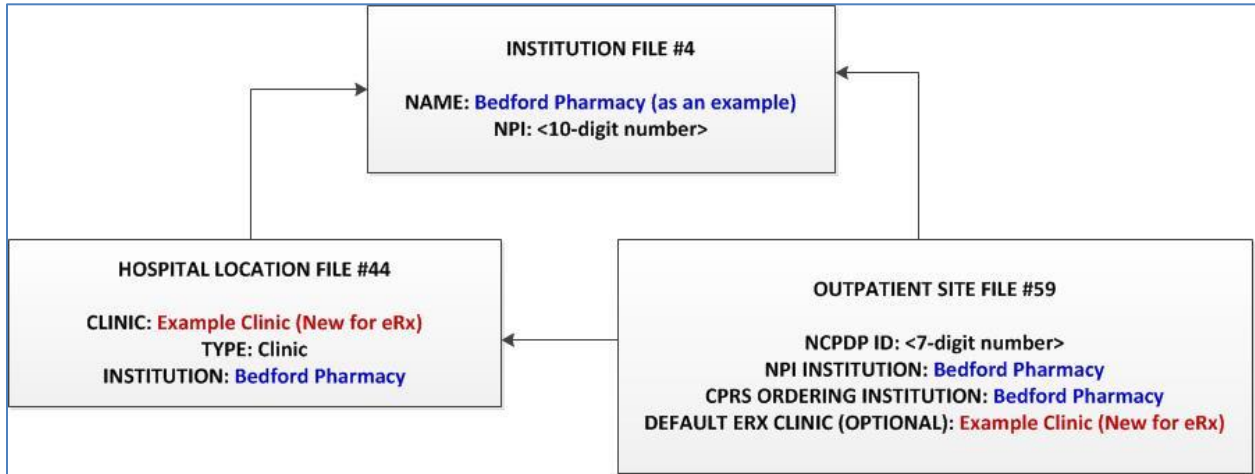 INSTITUTION FILE #4
NAME: Bedford Pharmacy (as an example)
NPI: <10-digit number>
HOSPITAL LOCATION FILE #44
CLINIC: Example Clinic (New for eRx)
TYPE: Clinic
INSTITUTION: Bedford Pharmacy
OUTPATIENT SITE FILE #59
NCPDP ID: <7-digit number>
NPI INSTITUTION: Bedford Pharmacy
CPRS ORDERING INSTITUTION: Bedford Pharmacy
DEFAULT ERX CLINIC (OPTIONAL): Example Clinic (New for eRx)